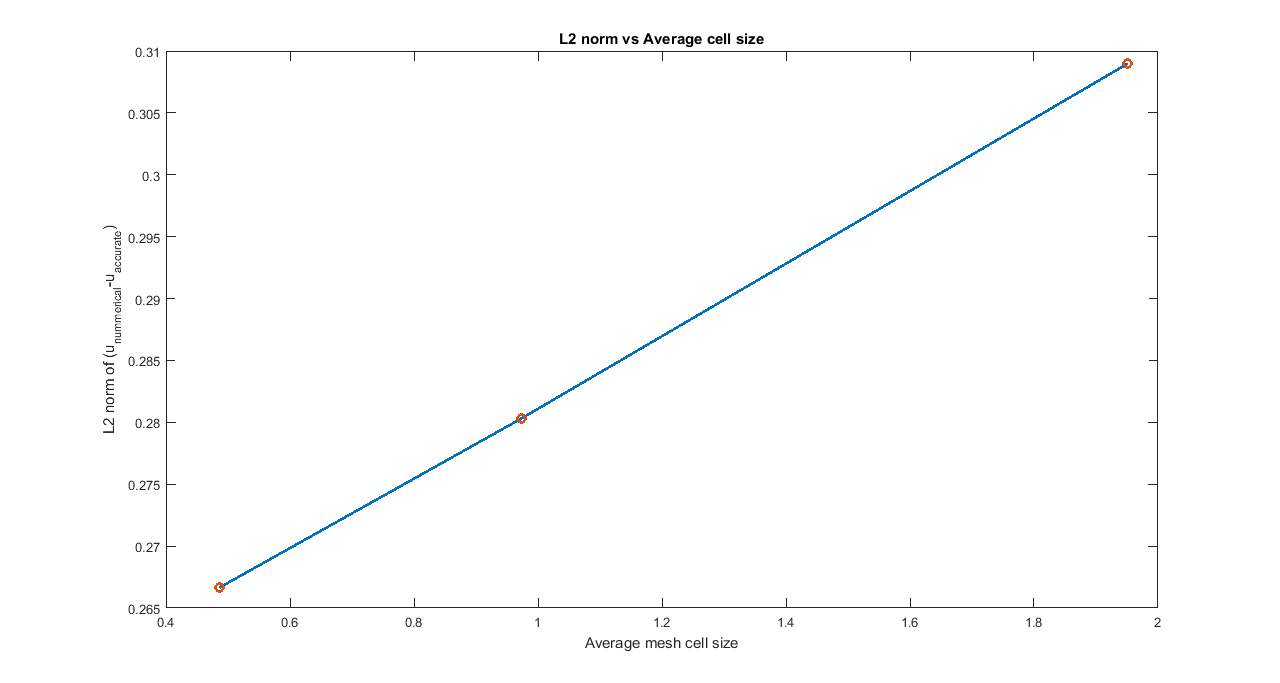 L2 norm vs Average cell size
0.31
0.305
0.3
0.295
0.29
0.285
0.28
0.275
0.27
0.265
L2 norm of (u_nummerical-u_accurate)
0.4 0.6 0.8 1 1.2 1.4 1.6 1.8 2
Average mesh cell size